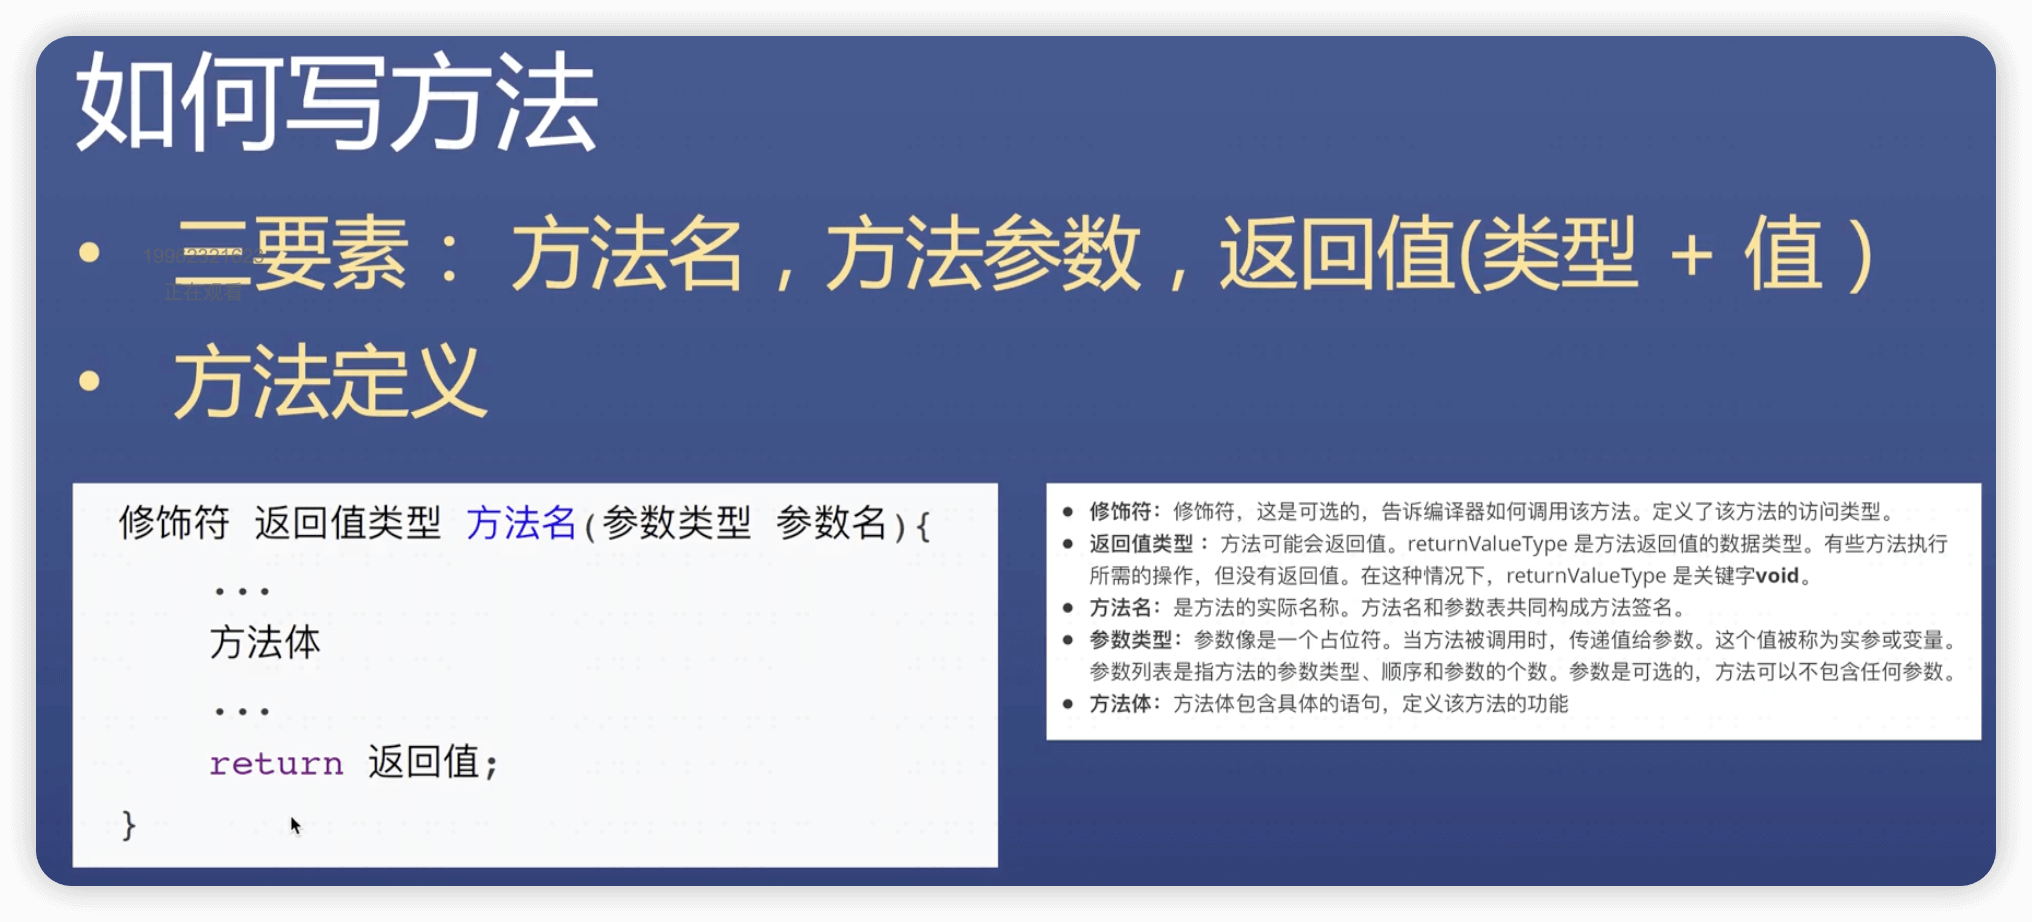 如何写方法
• 三要素： 方法名，方法参数，返回值(类型 + 值 )
正在观看
• 方法定义
修饰符 返回值类型 方法名(参数类型 参数名){
...
方法体
...
return 返回值;
}
• 修饰符：修饰符，这是可选的，告诉编译器如何调用该方法。定义了该方法的访问类型。
• 返回值类型 ：方法可能会返回值。returnValueType 是方法返回值的数据类型。有些方法执行
所需的操作，但没有返回值。在这种情况下，returnValueType 是关键字void。
• 方法名：是方法的实际名称。方法名和参数表共同构成方法签名。
• 参数类型：参数像是一个占位符。当方法被调用时，传递值给参数。这个值被称为实参或变量。
参数列表是指方法的参数类型、顺序和参数的个数。参数是可选的，方法可以不包含任何参数。
• 方法体：方法体包含具体的语句，定义该方法的功能